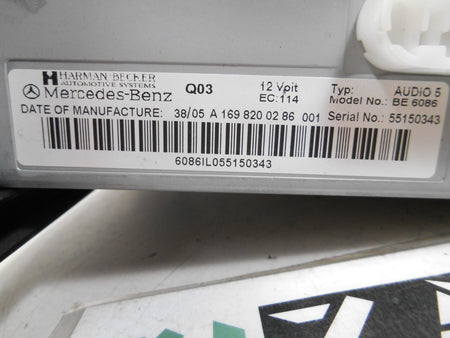 HARMAN BECKER
AUTOMOTIVE SYSTEMS
Mercedes-Benz Q03 12 Volt Typ: AUDIO 5
EC:114 Model No.: BE 6086
DATE OF MANUFACTURE: 38/05 A 169 820 02 86 001 Serial No.: 55150343
6086IL055150343